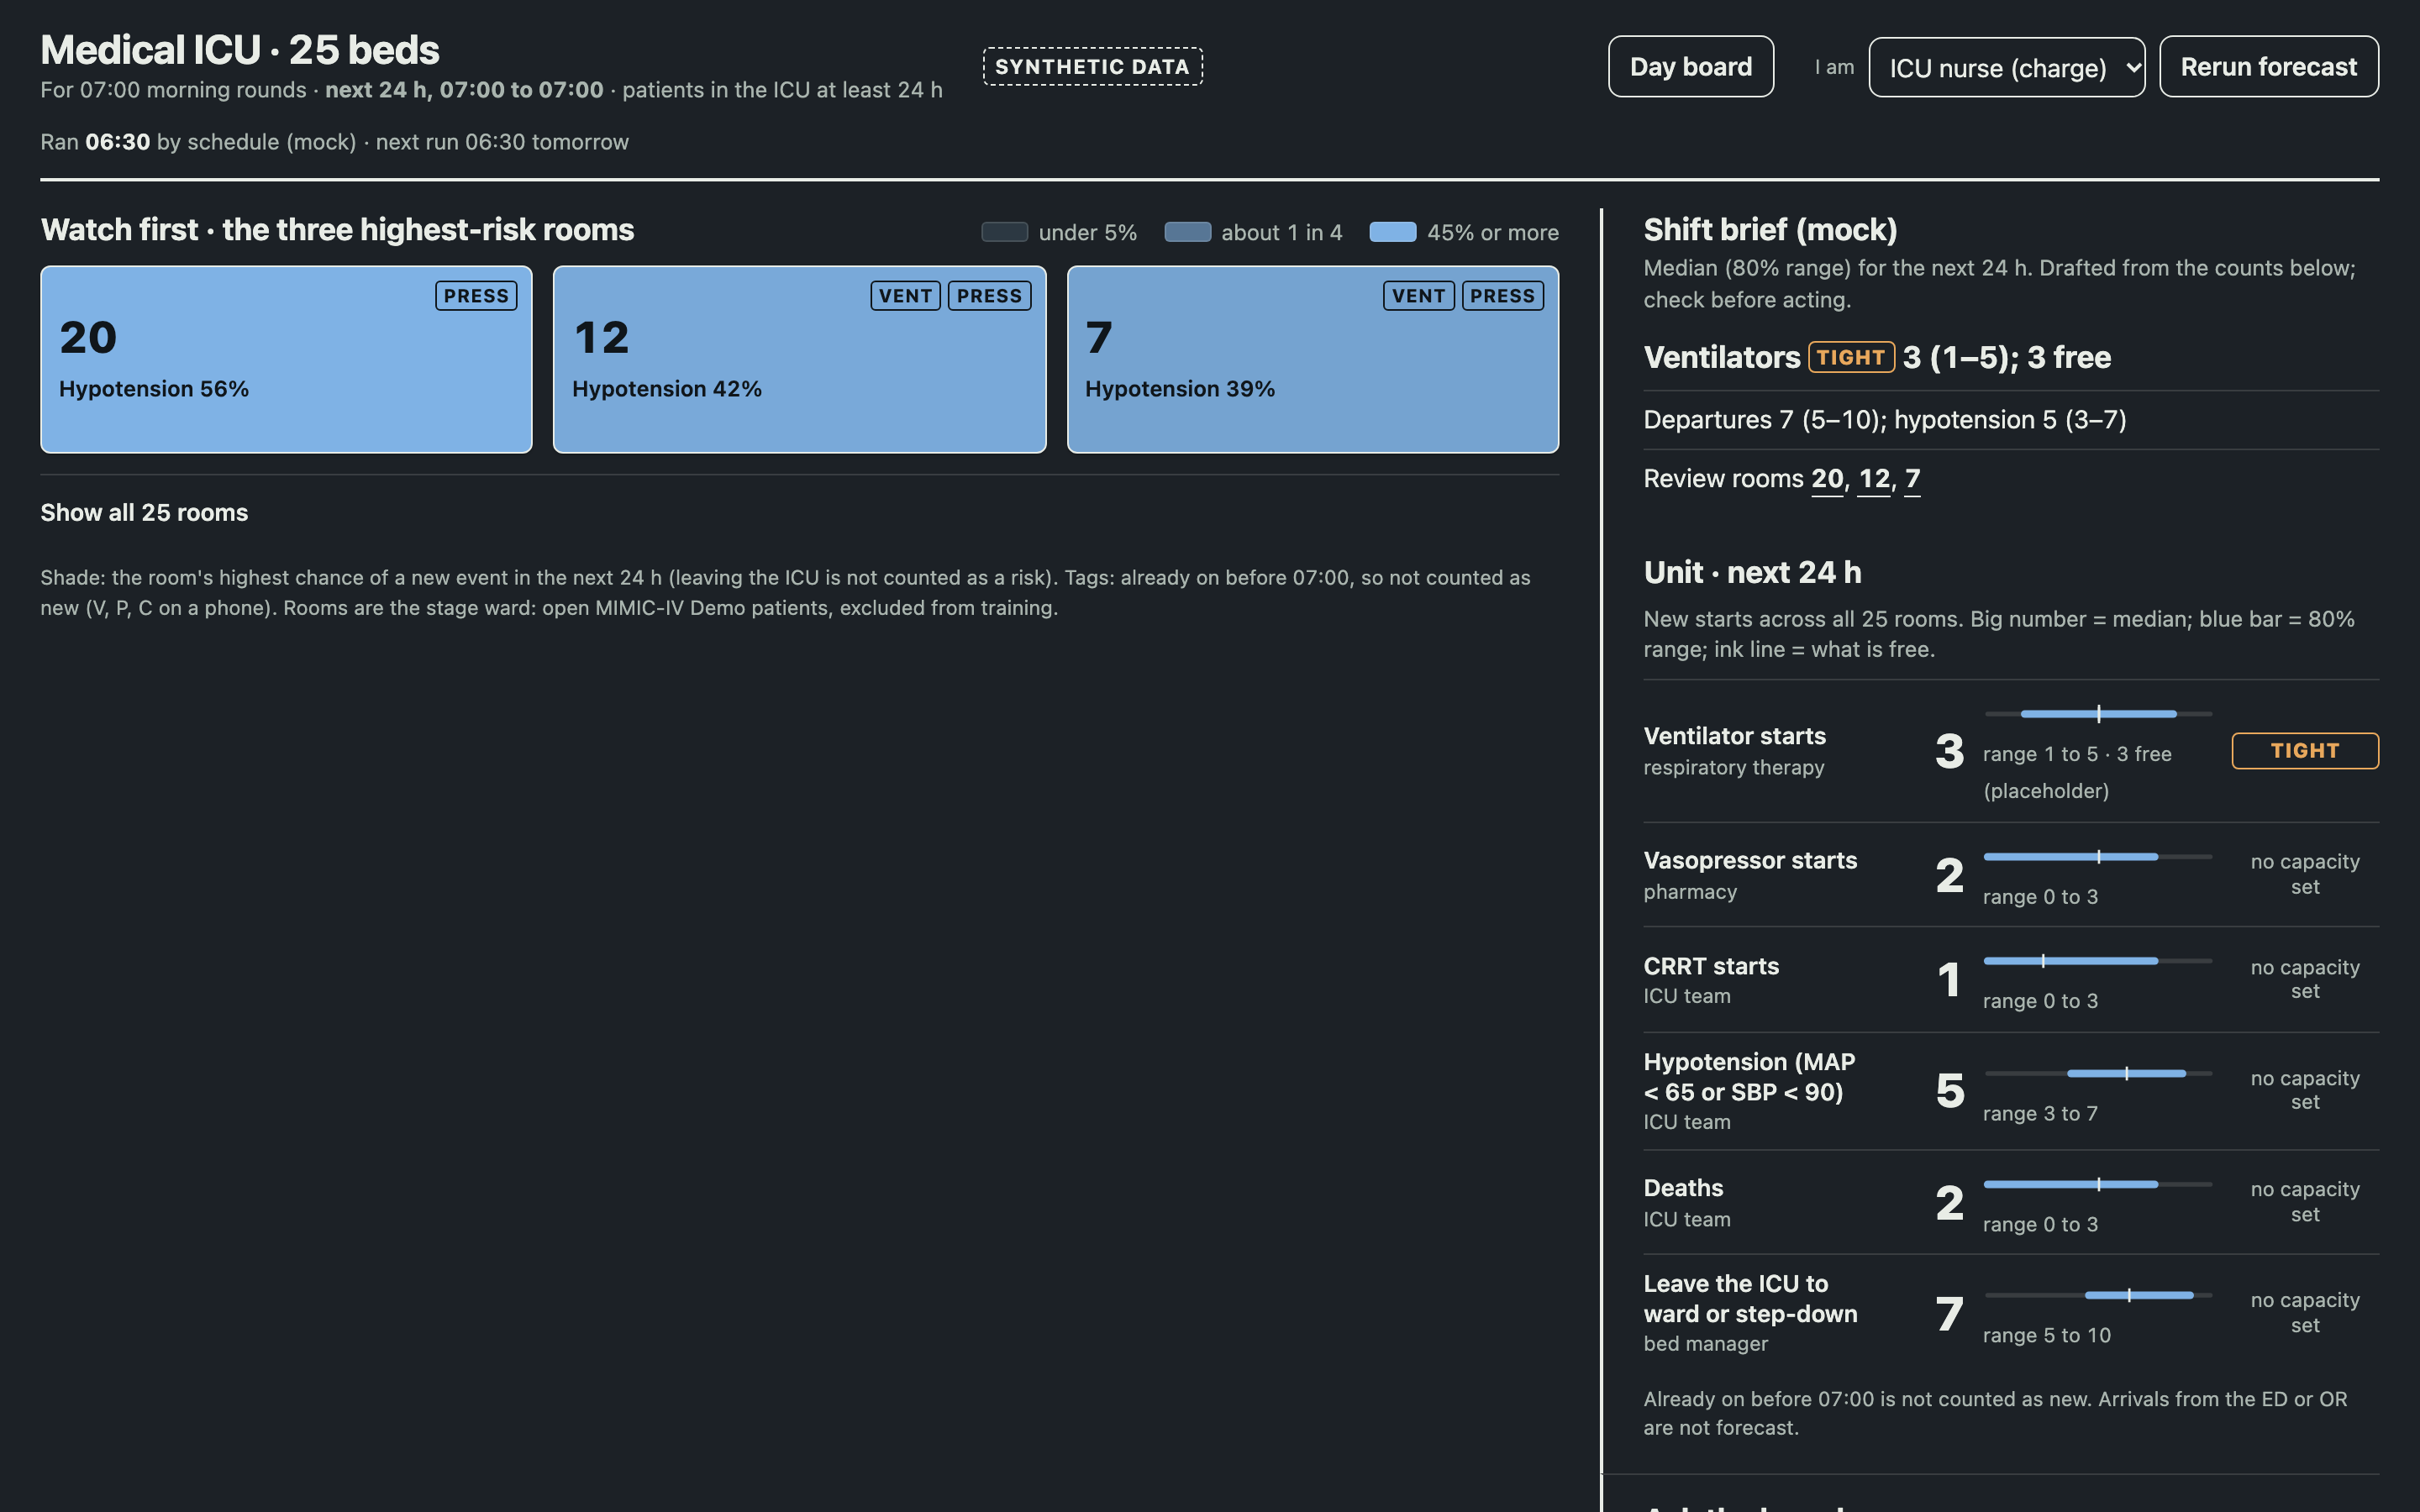 Medical ICU · 25 beds
For 07:00 morning rounds · next 24 h, 07:00 to 07:00 · patients in the ICU at least 24 h
SYNTHETIC DATA
Day board
I am
ICU nurse (charge)
Rerun forecast
Ran 06:30 by schedule (mock) · next run 06:30 tomorrow
Watch first · the three highest-risk rooms
under 5%
about 1 in 4
45% or more
PRESS
20
Hypotension 56%
VENT PRESS
12
Hypotension 42%
VENT PRESS
7
Hypotension 39%
Show all 25 rooms
Shade: the room's highest chance of a new event in the next 24 h (leaving the ICU is not counted as a risk). Tags: already on before 07:00, so not counted as
new (V, P, C on a phone). Rooms are the stage ward: open MIMIC-IV Demo patients, excluded from training.
Shift brief (mock)
Median (80% range) for the next 24 h. Drafted from the counts below;
check before acting.
Ventilators TIGHT 3 (1–5); 3 free
Departures 7 (5–10); hypotension 5 (3–7)
Review rooms 20, 12, 7
Unit · next 24 h
New starts across all 25 rooms. Big number = median; blue bar = 80%
range; ink line = what is free.
Ventilator starts
respiratory therapy
3
range 1 to 5 · 3 free
(placeholder)
TIGHT
Vasopressor starts
pharmacy
2
range 0 to 3
no capacity
set
CRRT starts
ICU team
1
range 0 to 3
no capacity
set
Hypotension (MAP
< 65 or SBP < 90)
ICU team
5
range 3 to 7
no capacity
set
Deaths
ICU team
2
range 0 to 3
no capacity
set
Leave the ICU to
ward or step-down
bed manager
7
range 5 to 10
no capacity
set
Already on before 07:00 is not counted as new. Arrivals from the ED or OR
are not forecast.